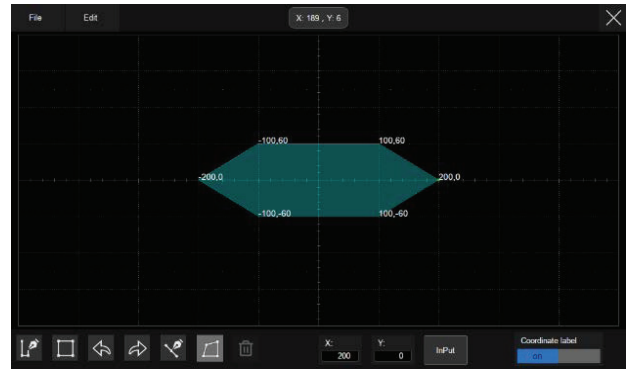 File Edit X: 189 , Y: 6
-100,60 100,60
-200,0 200,0
-100,-60 100,-60
X: Y: Coordinate label
200 0 InPut on